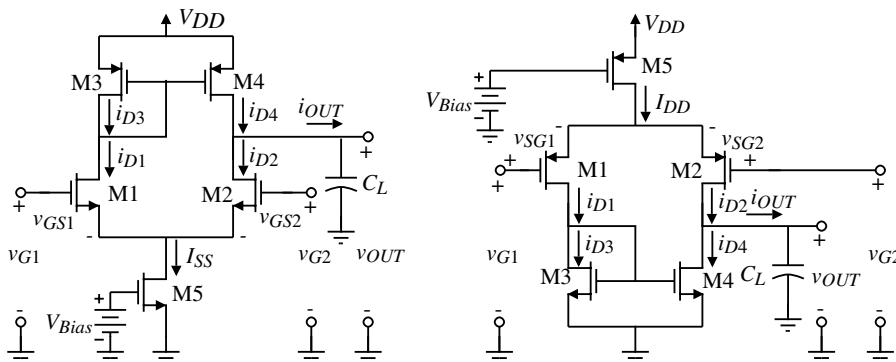 VDD
M3
M4
iD3
iD4
iOUT
iD1
iD2
M1
M2
CL
vGS1
vGS2
vG1
ISS
vG2
vOUT
M5
VBias
+
-
VDD
M5
VBias
+
-
IDD
vSG1
vSG2
M1
M2
iD1
iD2
iOUT
iD3
iD4
vG1
M3
M4
CL
vOUT
vG2
+
-